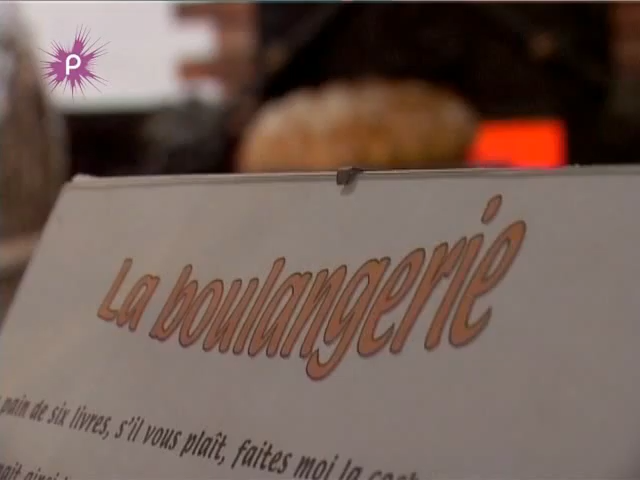 P
La boulangerie
pain de six livres, s'il vous plaît, faites moi la